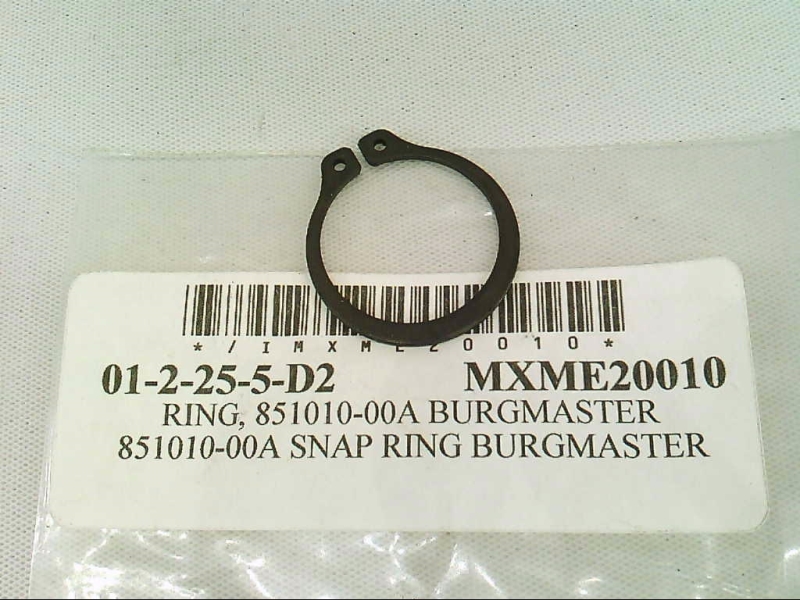 */IMXME20010*
01-2-25-5-D2 MXME20010
RING, 851010-00A BURGMASTER
851010-00A SNAP RING BURGMASTER